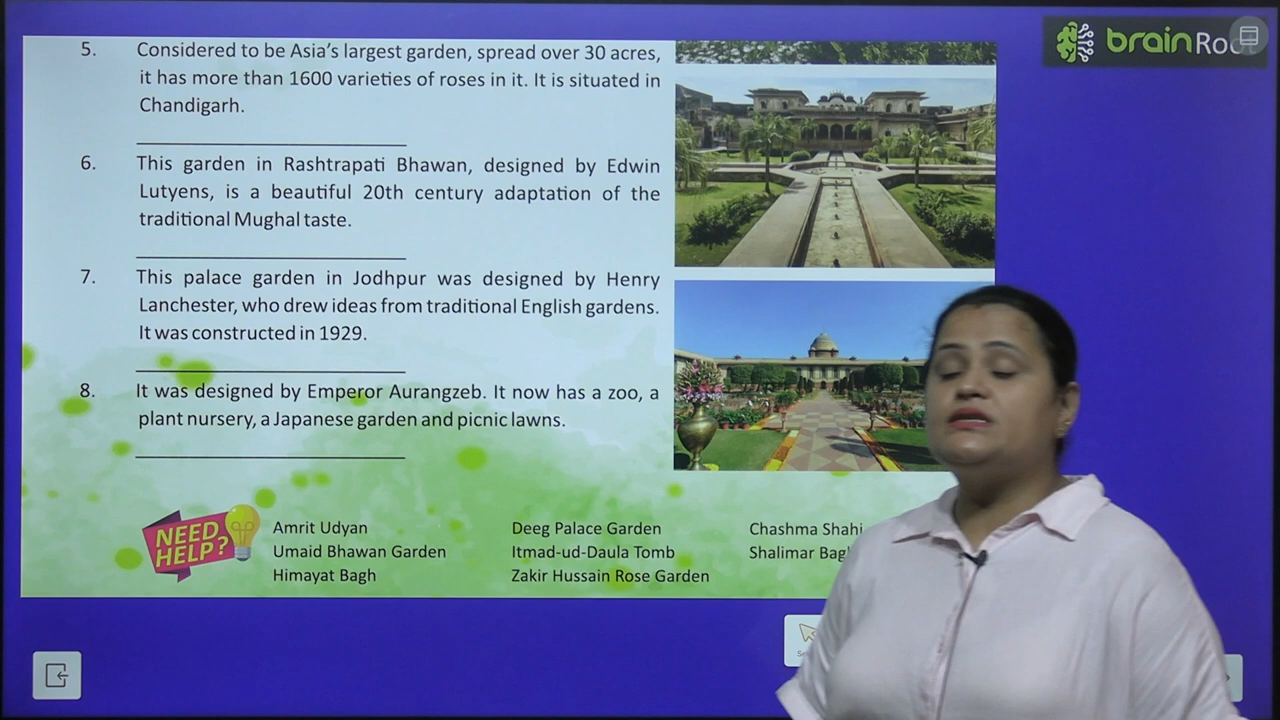 5. Considered to be Asia's largest garden, spread over 30 acres,
it has more than 1600 varieties of roses in it. It is situated in
Chandigarh.
6. This garden in Rashtrapati Bhawan, designed by Edwin
Lutyens, is a beautiful 20th century adaptation of the
traditional Mughal taste.
7. This palace garden in Jodhpur was designed by Henry
Lanchester, who drew ideas from traditional English gardens.
It was constructed in 1929.
8. It was designed by Emperor Aurangzeb. It now has a zoo, a
plant nursery, a Japanese garden and picnic lawns.
NEED
HELP?
Amrit Udyan Deeg Palace Garden Chashma Shahi
Umaid Bhawan Garden Itmad-ud-Daula Tomb Shalimar
Himayat Bagh Zakir Hussain Rose Garden
brain